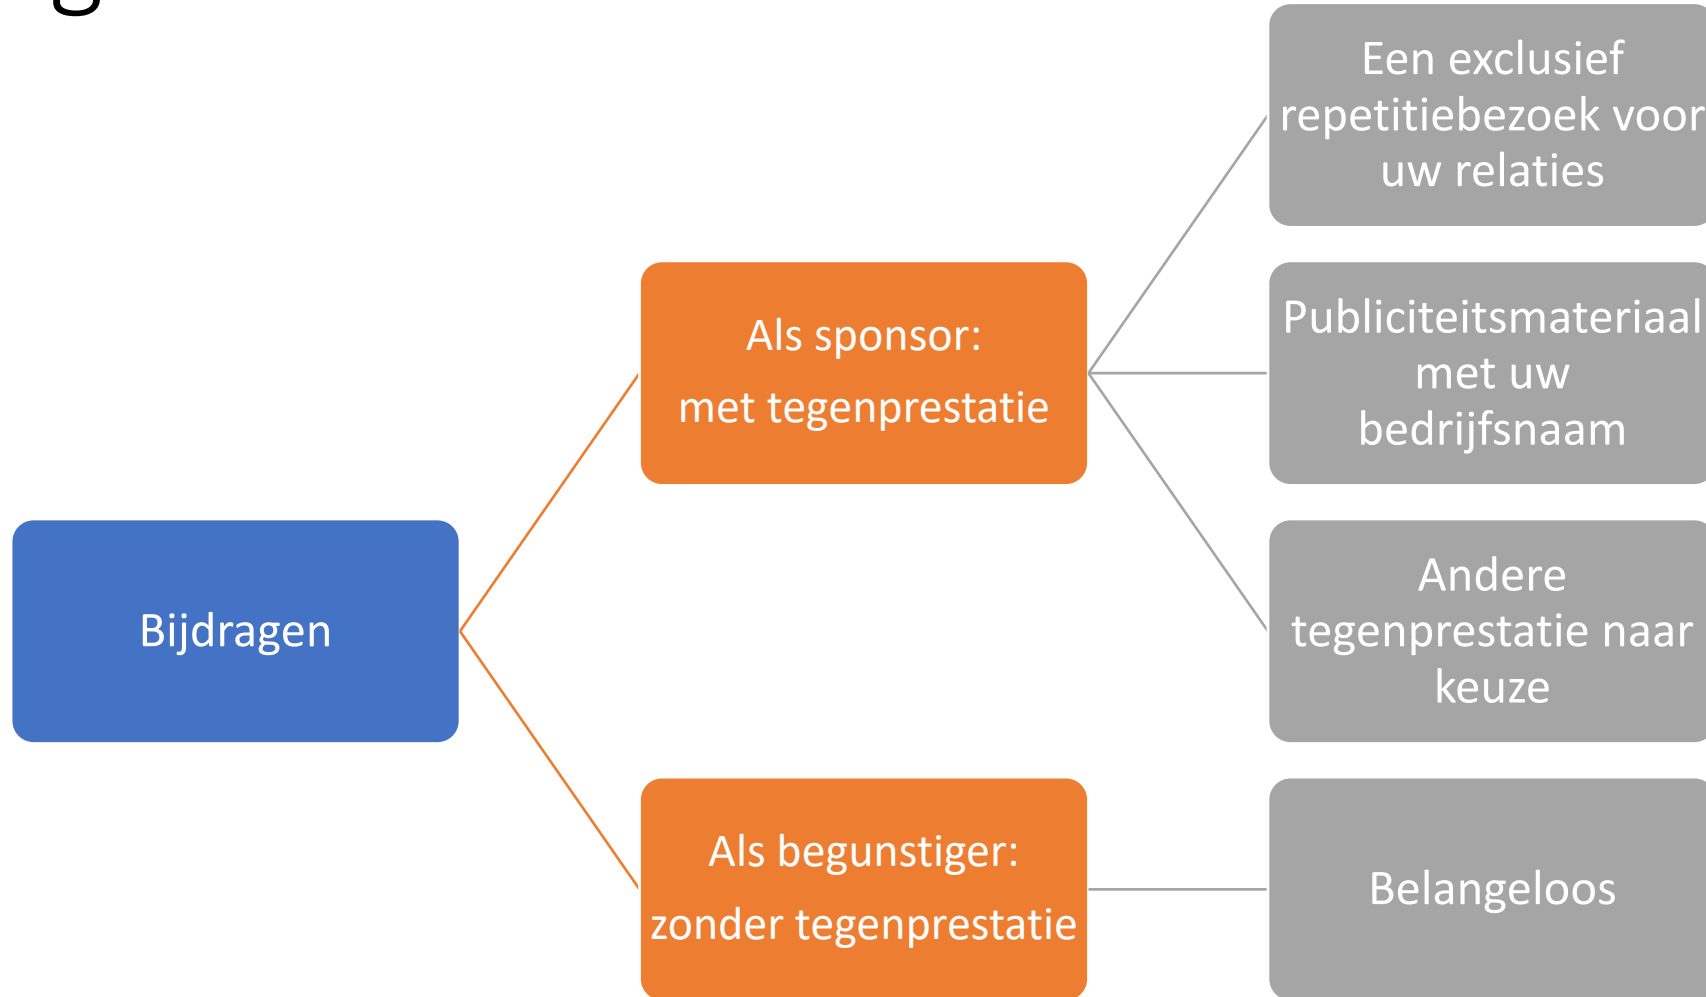 Bijdragen
Als sponsor:
met tegenprestatie
Als begunstiger:
zonder tegenprestatie
Een exclusief
repetitiebezoek voor
uw relaties
Publiciteitsmateriaal
met uw
bedrijfsnaam
Andere
tegenprestatie naar
keuze
Belangeloos